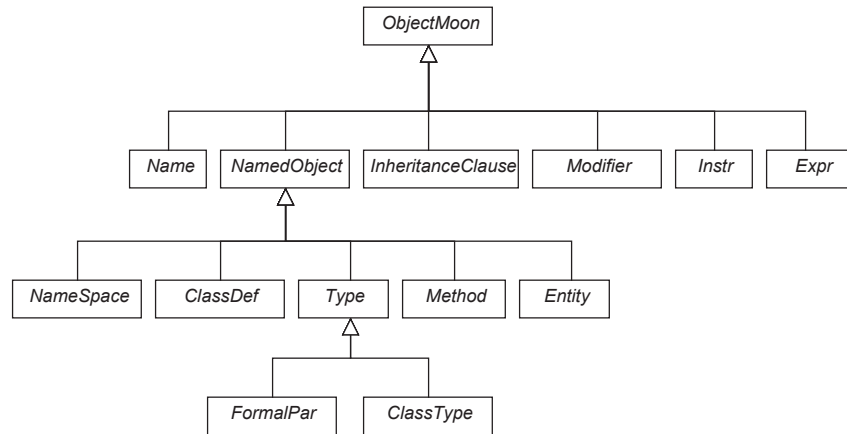 ObjectMoon
Name NamedObject InheritanceClause Modifier Instr Expr
NameSpace ClassDef Type Method Entity
FormalPar ClassType